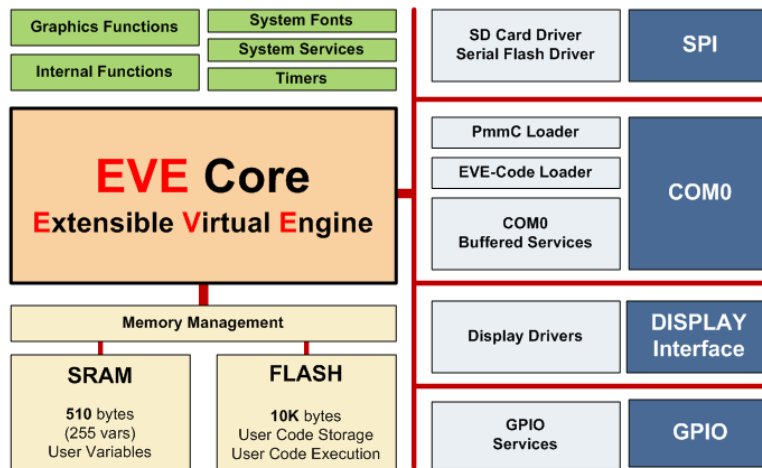 Graphics Functions
Internal Functions
System Fonts
System Services
Timers
EVE Core
Extensible Virtual Engine
Memory Management
SRAM
510 bytes
(255 vars)
User Variables
FLASH
10K bytes
User Code Storage
User Code Execution
SD Card Driver
Serial Flash Driver
SPI
PmmC Loader
EVE-Code Loader
COM0
Buffered Services
COM0
Display Drivers
DISPLAY
Interface
GPIO
Services
GPIO